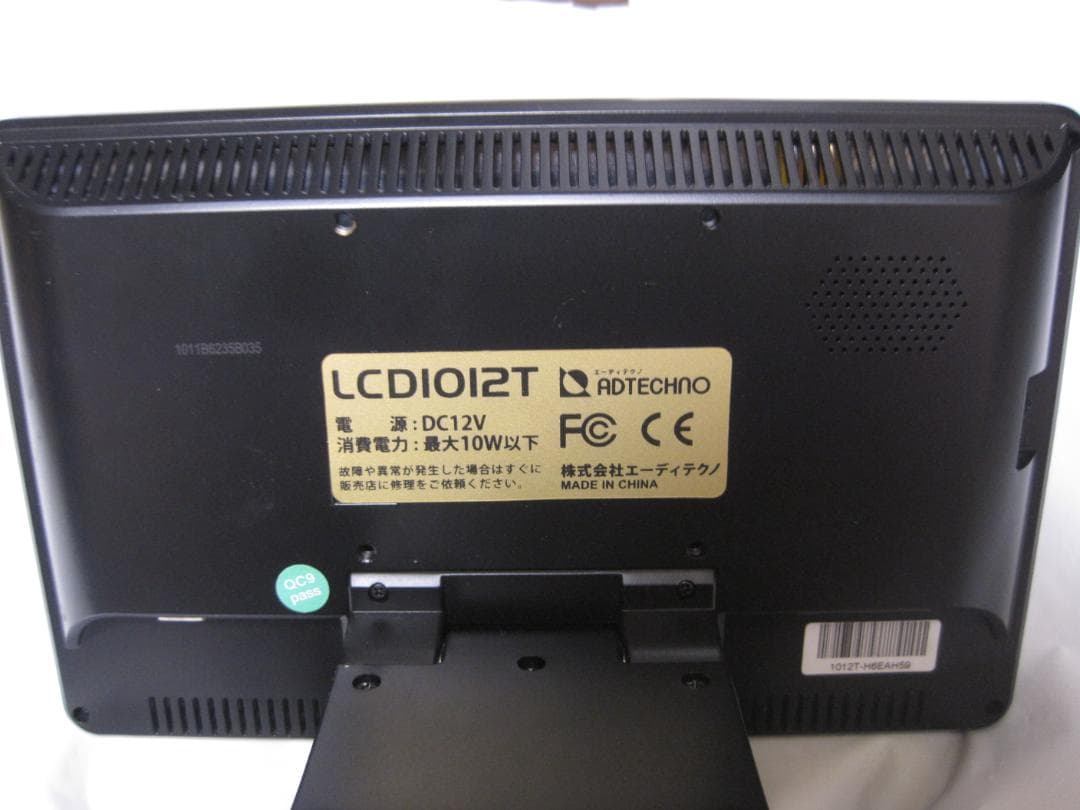 1011B6235B035
LCD1012T
エーディテクノ
ADTECHNO
電 源 : DC12V
消費電力 : 最大10W以下
故障や異常が発生した場合はすぐに
販売店に修理をご依頼ください。
FC CE
株式会社エーディテクノ
MADE IN CHINA
QC9
pass
1012T-H6EAH59